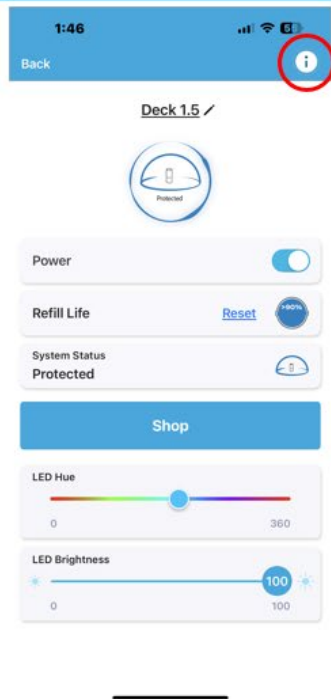 1:46
Back
i
Deck 1.5
Protected
Power
Refill Life Reset >90%
System Status
Protected
Shop
LED Hue
0 360
LED Brightness
100
0 100